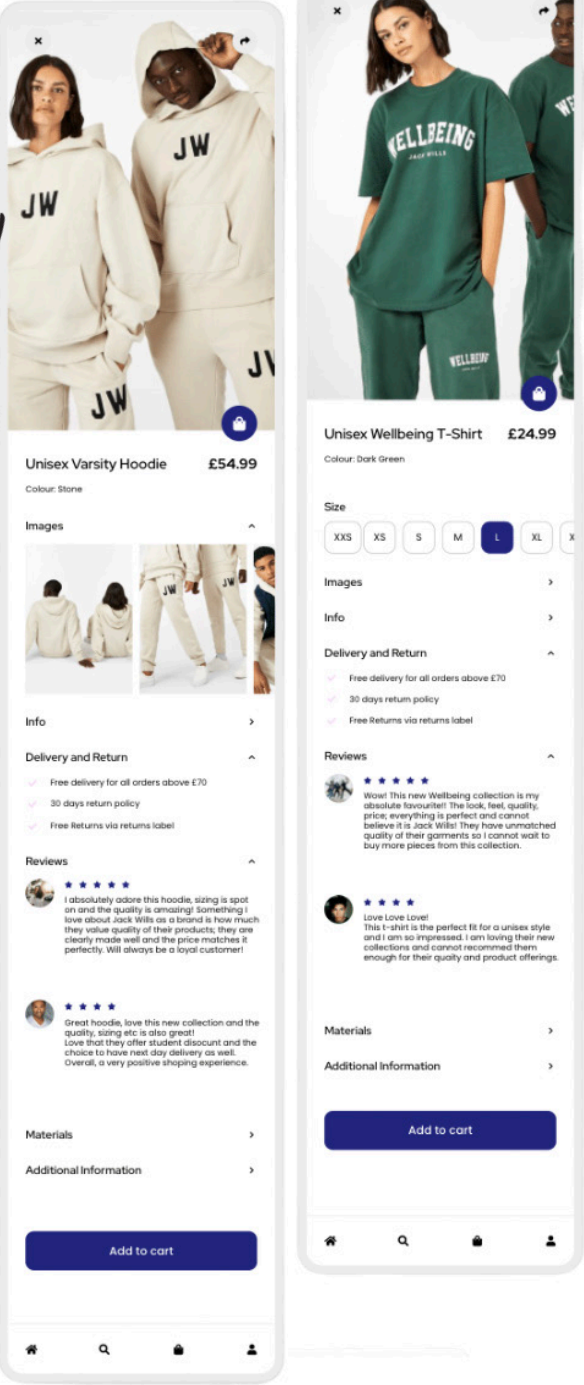 JW
JW
JW
JW
Unisex Varsity Hoodie £54.99
Colour: Stone
Images
JW
JW
Info
Delivery and Return
Free delivery for all orders above £70
30 days return policy
Free Returns via returns label
Reviews
I absolutely adore this hoodie, sizing is spot
on and the quality is amazing! Something I
love about Jack Wills as a brand is how much
they value quality of their products; they are
clearly made well and the price matches it
perfectly. Will always be a loyal customer!
Great hoodie, love this new collection and the
quality, sizing etc is also great!
Love that they offer student disocunt and the
choice to have next day delivery as well.
Overall, a very positive shoping experience.
Materials
Additional Information
Add to cart
WELLBEING
JACK WILLS
WE
WELLBEING
Unisex Wellbeing T-Shirt £24.99
Colour: Dark Green
Size
XXS XS S M L XL X
Images
Info
Delivery and Return
Free delivery for all orders above £70
30 days return policy
Free Returns via returns label
Reviews
Wow! This new Wellbeing collection is my
absolute favourite!! The look, feel, quality,
price; everything is perfect and cannot
believe it is Jack Wills! They have unmatched
quality of their garments so I cannot wait to
buy more pieces from this collection.
Love Love Love!
This t-shirt is the perfect fit for a unisex style
and I am so impressed. I am loving their new
collections and cannot recommed them
enough for their quaity and product offerings.
Materials
Additional Information
Add to cart